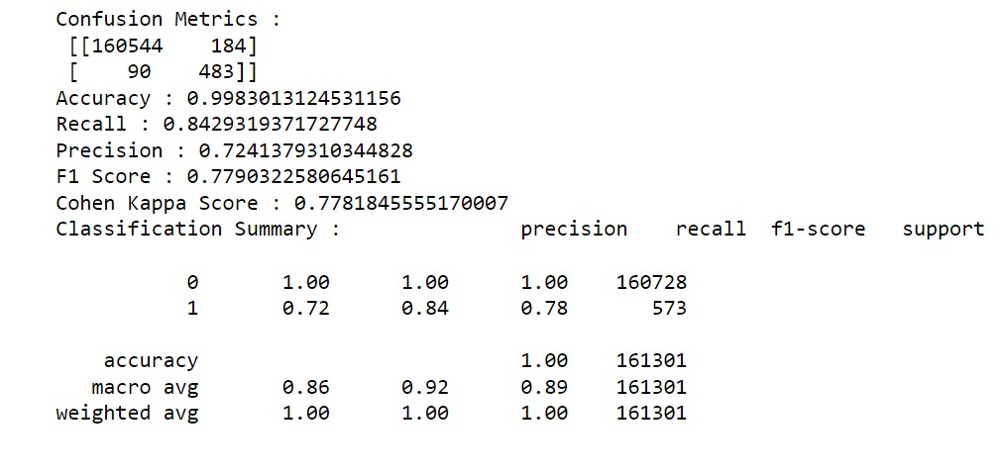 Confusion Metrics :
[[160544    184]
[    90    483]]
Accuracy : 0.9983013124531156
Recall : 0.8429319371727748
Precision : 0.7241379310344828
F1 Score : 0.7790322580645161
Cohen Kappa Score : 0.7781845555170007
Classification Summary :               precision    recall  f1-score   support
0       1.00      1.00      1.00    160728
1       0.72      0.84      0.78       573
accuracy                           1.00    161301
macro avg       0.86      0.92      0.89    161301
weighted avg       1.00      1.00      1.00    161301